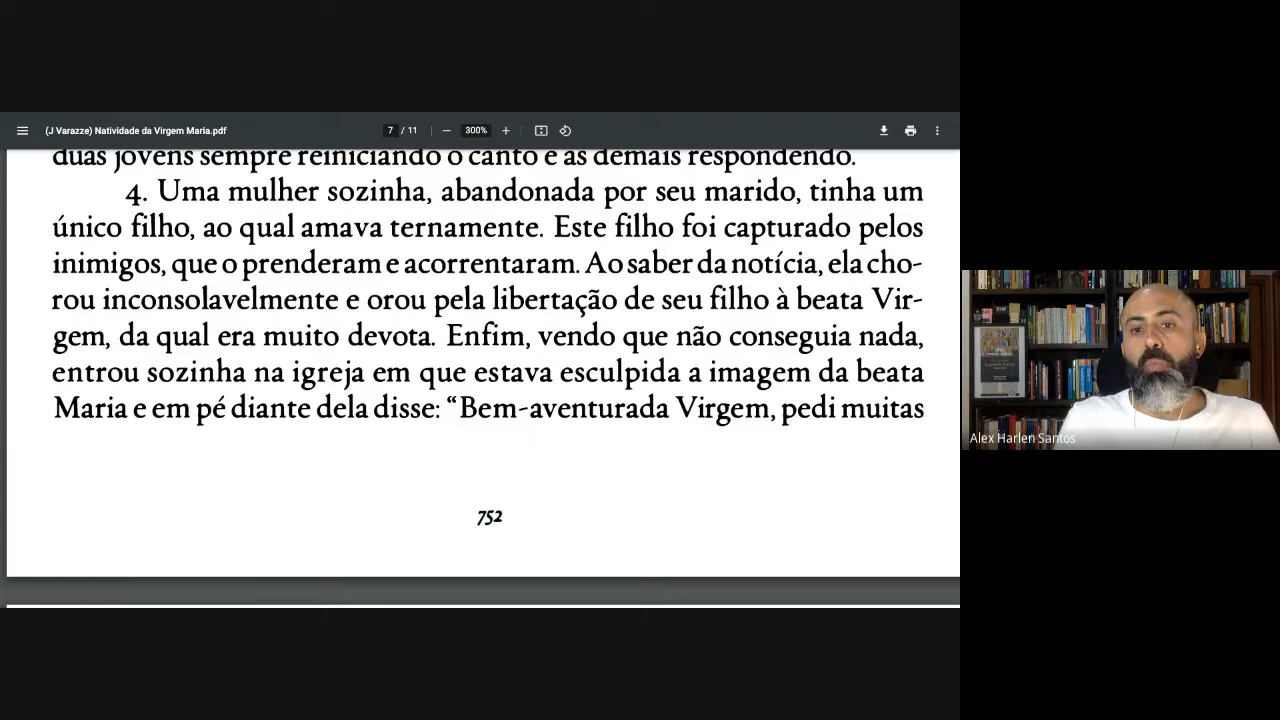 (J Varazze) Natividade da Virgem Maria.pdf
7 / 11
300%
duas jovens sempre reiniciando o canto e as demais respondendo.
4. Uma mulher sozinha, abandonada por seu marido, tinha um
único filho, ao qual amava ternamente. Este filho foi capturado pelos
inimigos, que o prenderam e acorrentaram. Ao saber da notícia, ela cho-
rou inconsolavelmente e orou pela libertação de seu filho à beata Vir-
gem, da qual era muito devota. Enfim, vendo que não conseguia nada,
entrou sozinha na igreja em que estava esculpida a imagem da beata
Maria e em pé diante dela disse: “Bem-aventurada Virgem, pedi muitas
752
Alex Harlen Santos